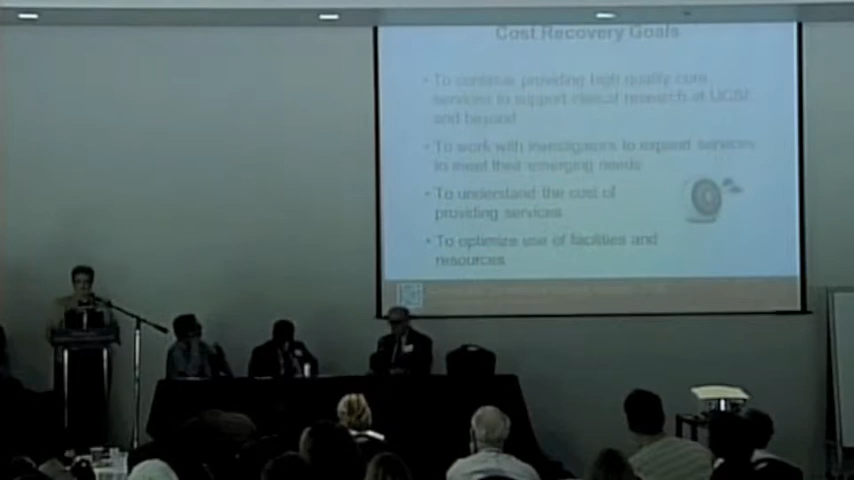 Cost Recovery Goals
• To continue providing high quality core
services to support clinical research at UCSF
and beyond
• To work with investigators to expand services
to meet their emerging needs
• To understand the cost of
providing services
• To optimize use of facilities and
resources